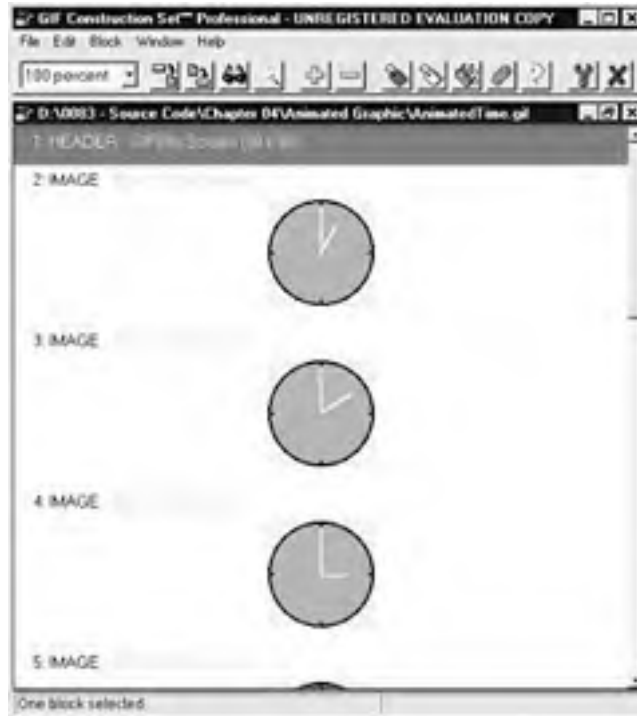 GIF Construction Set™ Professional - UNREGISTERED EVALUATION COPY
File Edit Block Window Help
100 percent
D:\0083 - Source Code\Chapter 04\Animated Graphic\AnimatedTime.gif
1: HEADER
2: IMAGE
3: IMAGE
4: IMAGE
5: IMAGE
One block selected